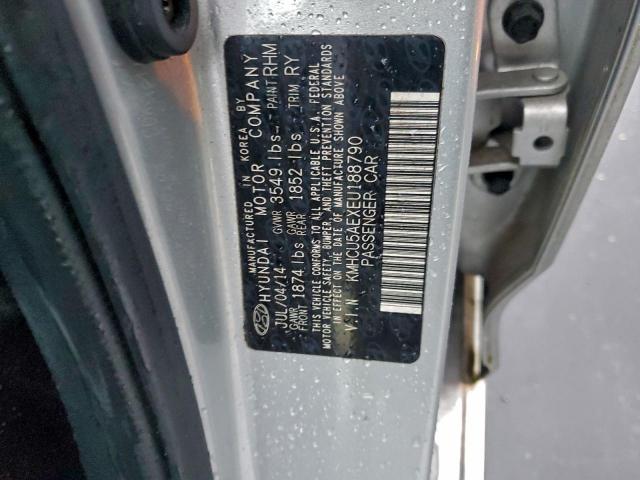 MANUFACTURED IN KOREA BY
HYUNDAI MOTOR COMPANY
JUL/04/14 GVWR 3549 lbs. PAINT RHM
GAWR FRONT 1874 lbs GAWR REAR 1852 lbs TRIM RY
THIS VEHICLE CONFORMS TO ALL APPLICABLE U.S.A. FEDERAL
MOTOR VEHICLE SAFETY, BUMPER, AND THEFT PREVENTION STANDARDS
IN EFFECT ON THE DATE OF MANUFACTURE SHOWN ABOVE
V.I.N KMHCU5AEXEU188790
PASSENGER CAR